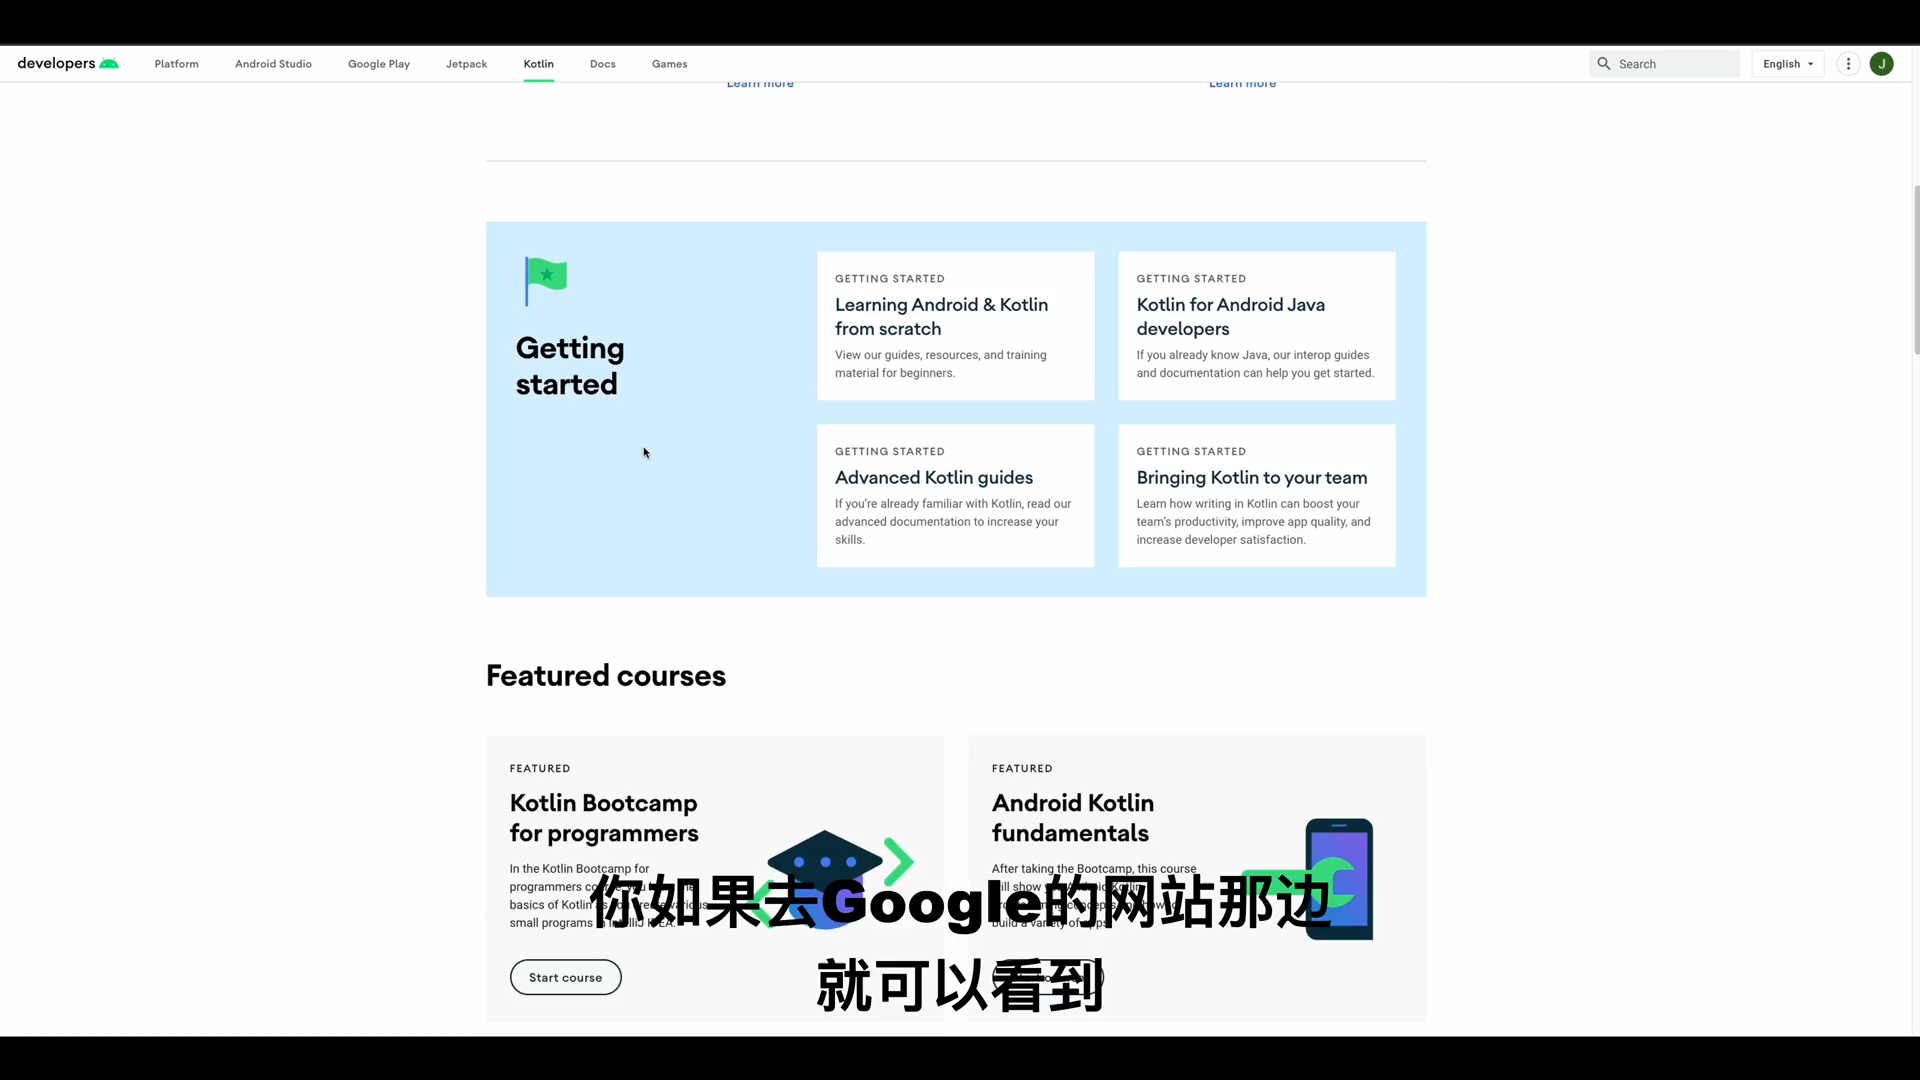 developers
Platform
Android Studio
Google Play
Jetpack
Kotlin
Docs
Games
Search
English
J
Learn more
Learn more
Getting
started
GETTING STARTED
Learning Android & Kotlin
from scratch
View our guides, resources, and training
material for beginners.
GETTING STARTED
Kotlin for Android Java
developers
If you already know Java, our interop guides
and documentation can help you get started.
GETTING STARTED
Advanced Kotlin guides
If you're already familiar with Kotlin, read our
advanced documentation to increase your
skills.
GETTING STARTED
Bringing Kotlin to your team
Learn how writing in Kotlin can boost your
team's productivity, improve app quality, and
increase developer satisfaction.
Featured courses
FEATURED
Kotlin Bootcamp
for programmers
In the Kotlin Bootcamp for
programmers
basics of Kotlin
small programs
Start course
FEATURED
Android Kotlin
fundamentals
After taking the Bootcamp, this course
build a variety of apps
你如果去Google的网站那边
就可以看到